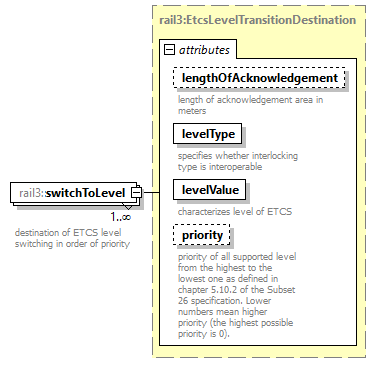 rail3:EtcsLevelTransitionDestination
attributes
lengthOfAcknowledgement
length of acknowledgement area in
meters
levelType
specifies whether interlocking
type is interoperable
levelValue
characterizes level of ETCS
priority
priority of all supported level
from the highest to the
lowest one as defined in
chapter 5.10.2 of the Subset
26 specification. Lower
numbers mean higher
priority (the highest possible
priority is 0).
rail3::switchToLevel
1..∞
destination of ETCS level
switching in order of priority